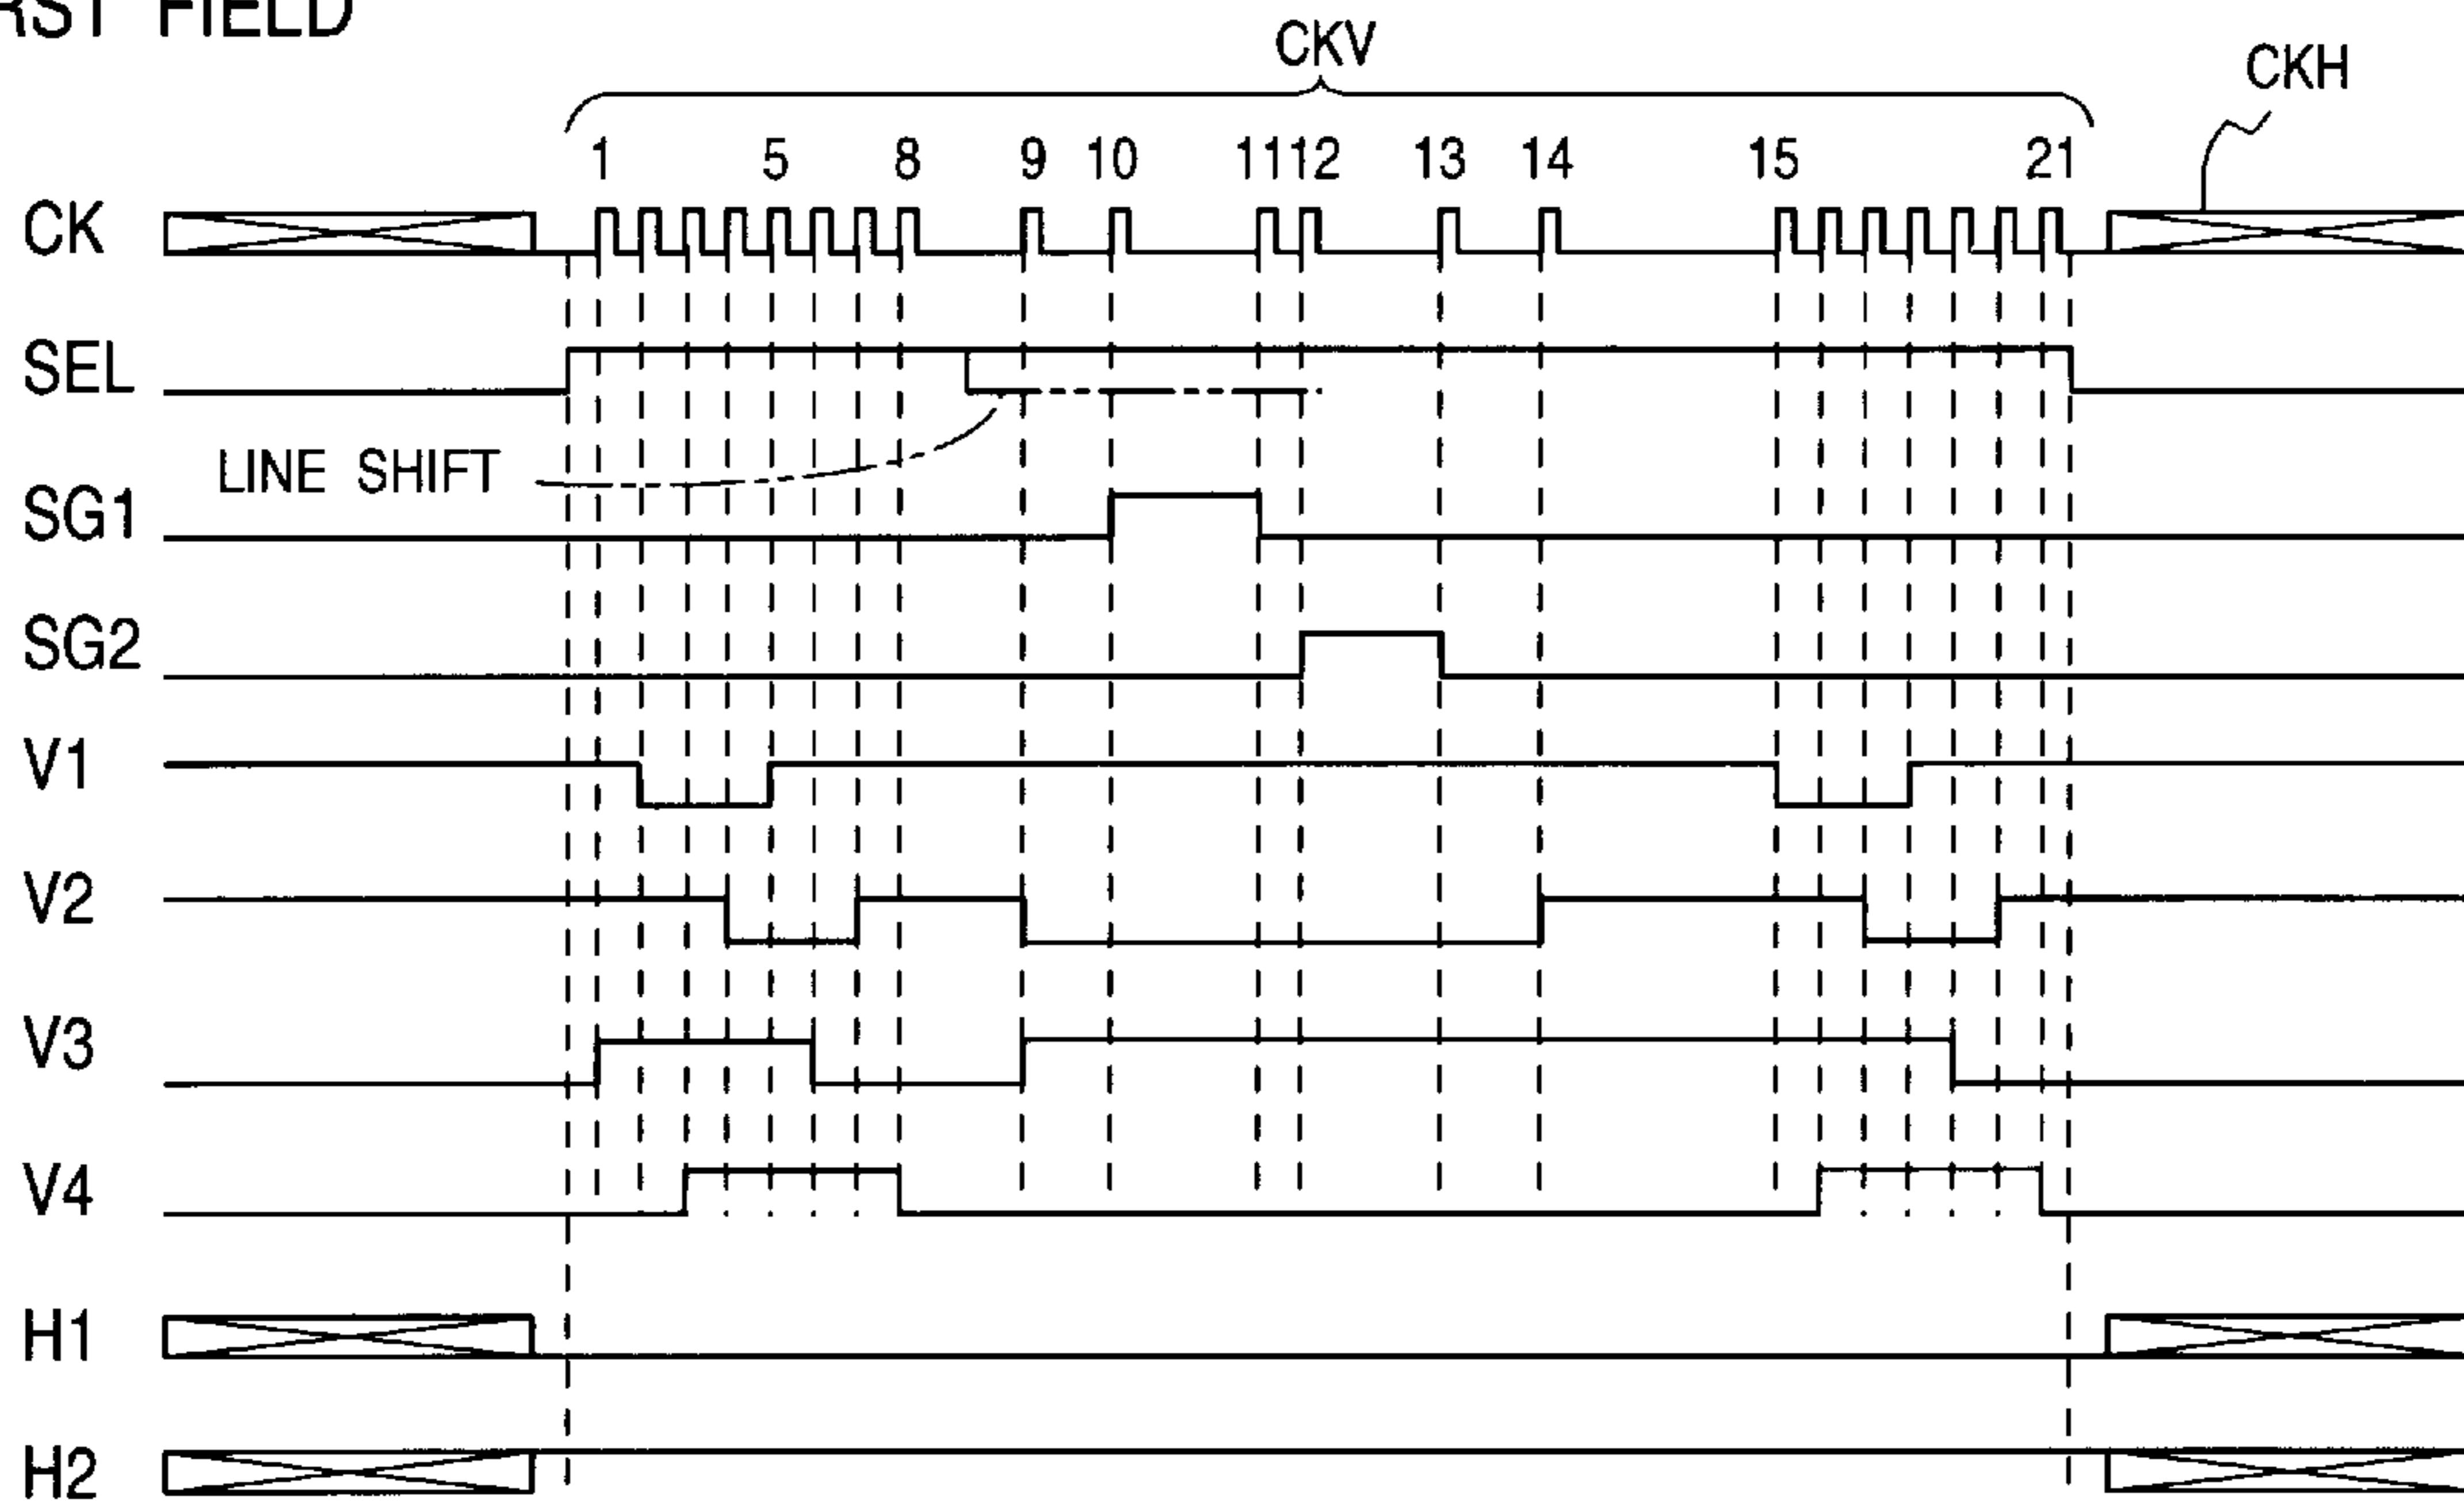 RST FIELD
CKV
CKH
1 5 8 9 10 11 12 13 14 15 21
CK
SEL
LINE SHIFT
SG1
SG2
V1
V2
V3
V4
H1
H2